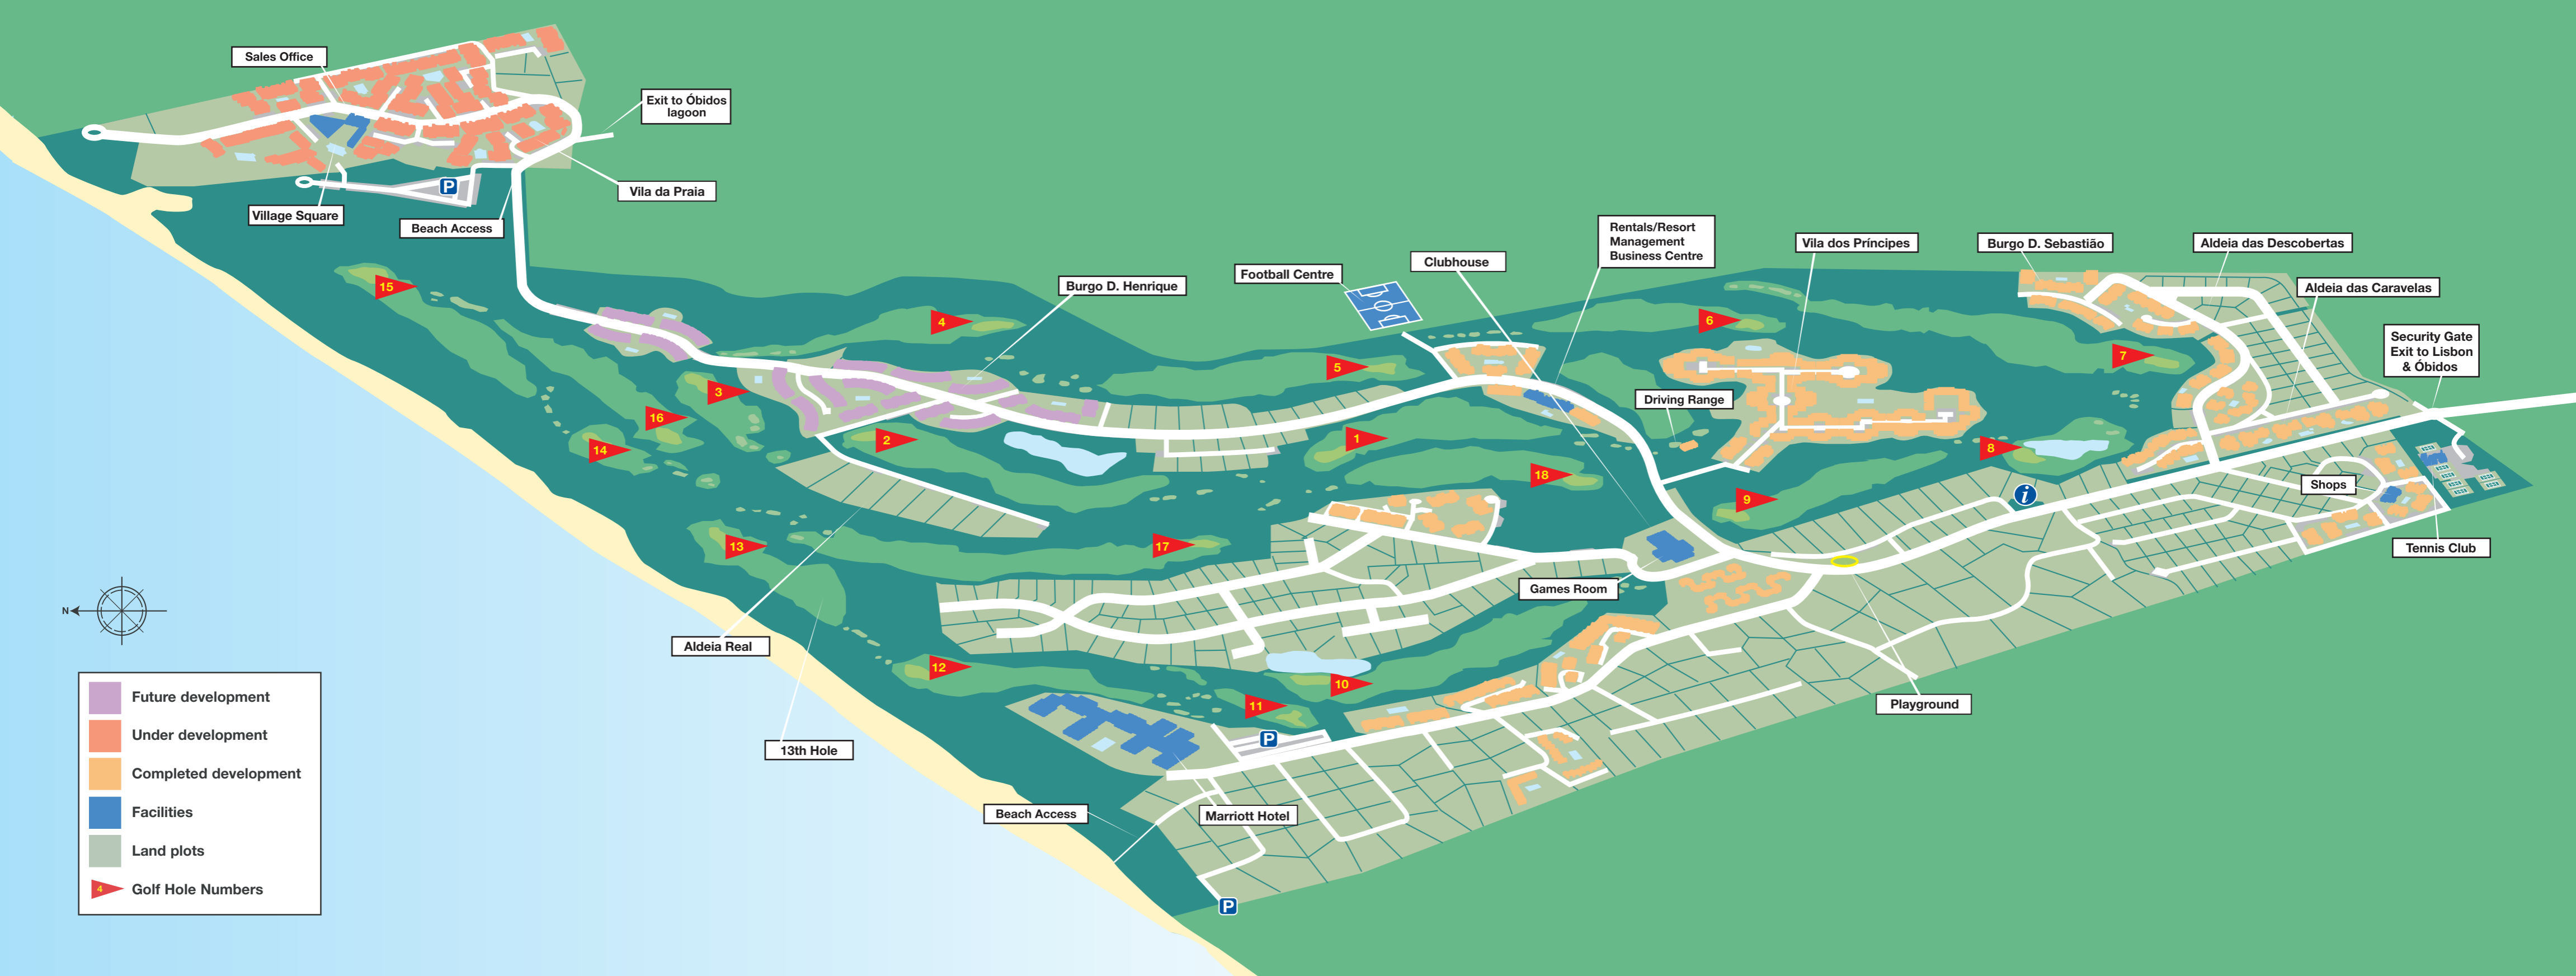 Sales Office
Exit to Óbidos
lagoon
P
Vila da Praia
Village Square
Beach Access
Rentals/Resort
Management
Business Centre
Vila dos Príncipes
Burgo D. Sebastião
Aldeia das Descobertas
Clubhouse
Football Centre
Burgo D. Henrique
Aldeia das Caravelas
15
4
6
Security Gate
Exit to Lisbon
& Óbidos
7
5
3
Driving Range
16
2
1
14
8
18
Shops
9
i
13
17
Tennis Club
Games Room
N
Aldeia Real
12
10
Playground
11
P
13th Hole
Beach Access
Marriott Hotel
P
Future development
Under development
Completed development
Facilities
Land plots
4 Golf Hole Numbers